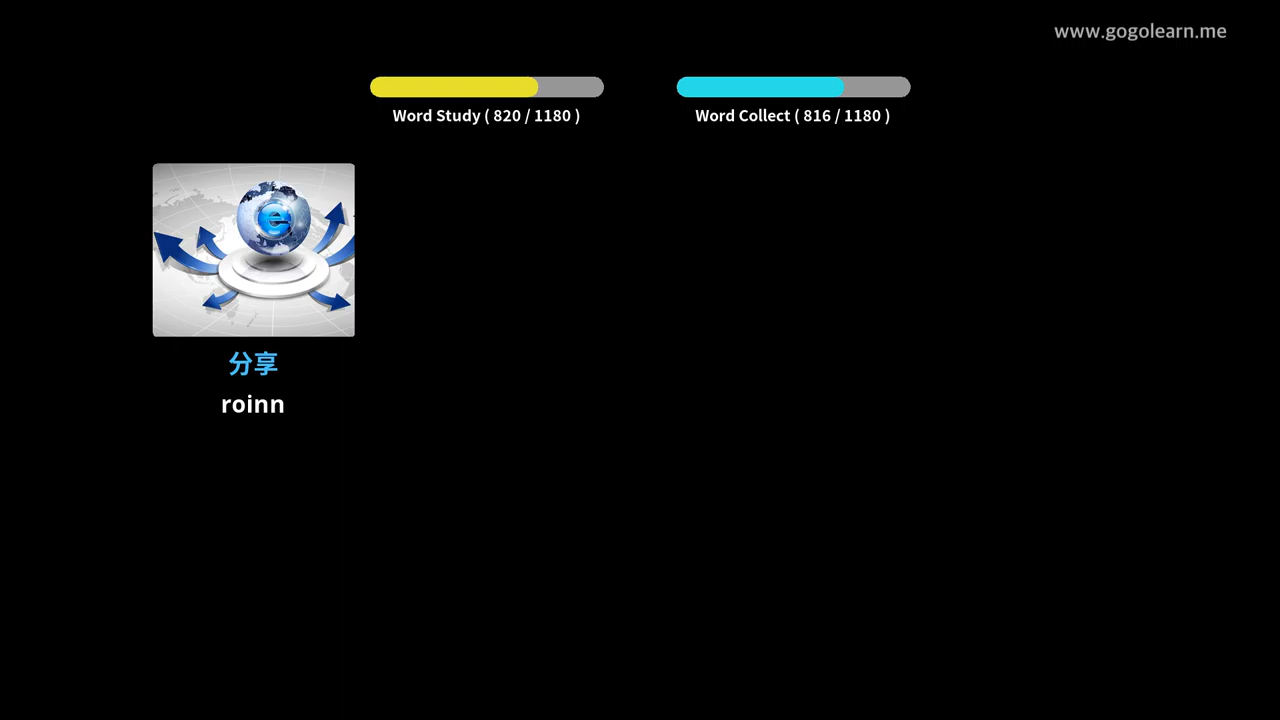 www.gogolearn.me
Word Study ( 820 / 1180 )
Word Collect ( 816 / 1180 )
e
分享
roinn